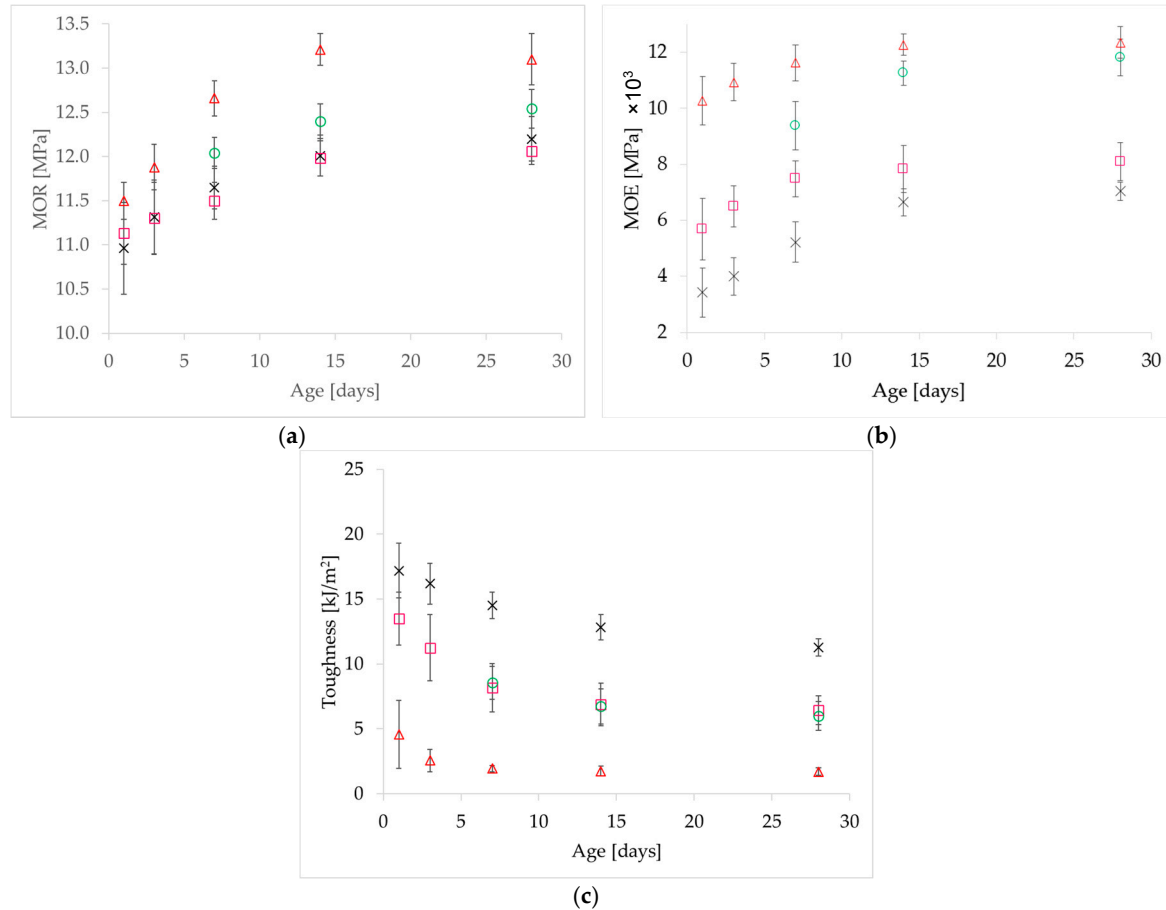 13.5
13.0
12.5
12.0
11.5
11.0
10.5
10.0
MOR [MPa]
0 5 10 15 20 25 30
Age [days]
(a)
12
10
8
6
4
2
MOE [MPa] ×10³
0 5 10 15 20 25 30
Age [days]
(b)
25
20
15
10
5
0
Toughness [kJ/m²]
0 5 10 15 20 25 30
Age [days]
(c)